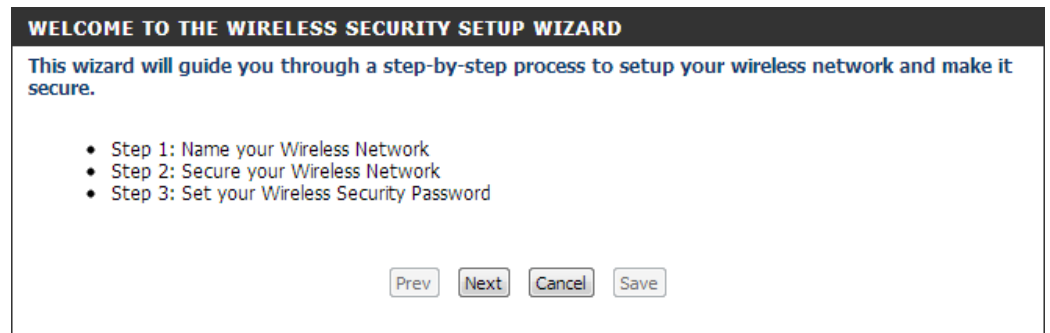 WELCOME TO THE WIRELESS SECURITY SETUP WIZARD
This wizard will guide you through a step-by-step process to setup your wireless network and make it
secure.
• Step 1: Name your Wireless Network
• Step 2: Secure your Wireless Network
• Step 3: Set your Wireless Security Password
Prev Next Cancel Save